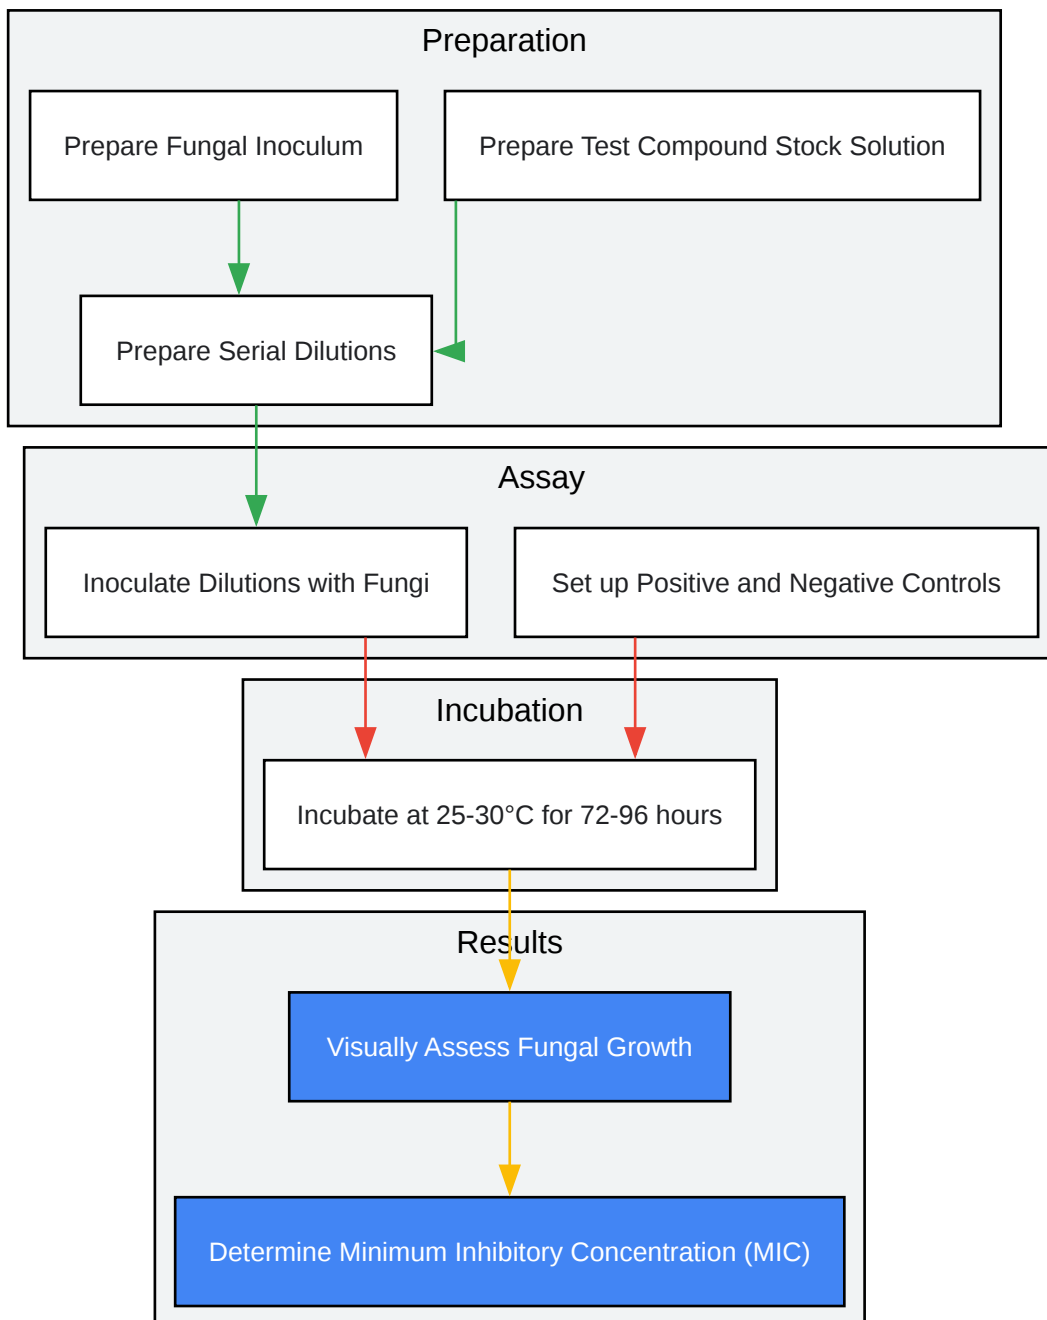 Preparation
Prepare Fungal Inoculum
Prepare Test Compound Stock Solution
Prepare Serial Dilutions
Assay
Inoculate Dilutions with Fungi
Set up Positive and Negative Controls
Incubation
Incubate at 25-30°C for 72-96 hours
Results
Visually Assess Fungal Growth
Determine Minimum Inhibitory Concentration (MIC)